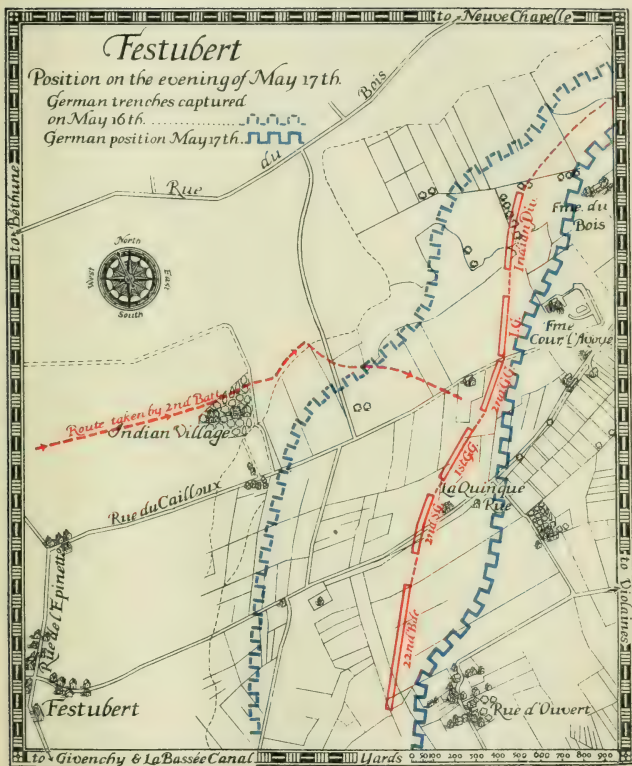 to Neuve Chapelle
Festubert
Position on the evening of May 17th.
German trenches captured
on May 16th
German position May 17th.
Bois
du
Rue
to Béthune
North
West
East
South
Indian Div.
Fme. du
Bois
I.G.
Fme
Cour l'Avoue
2nd G.G.
Route taken by 2nd Batt.
Indian Village
1st G.G.
La Quinque
Rue
Rue du Cailloux
2nd S.G.
Rue de l'Epinette
22nd Bde
to Violaines
Festubert
Rue d'Ouvert
to Givenchy & La Bassée Canal
Yards
0 50 100 200 300 400 500 600 700 800 900